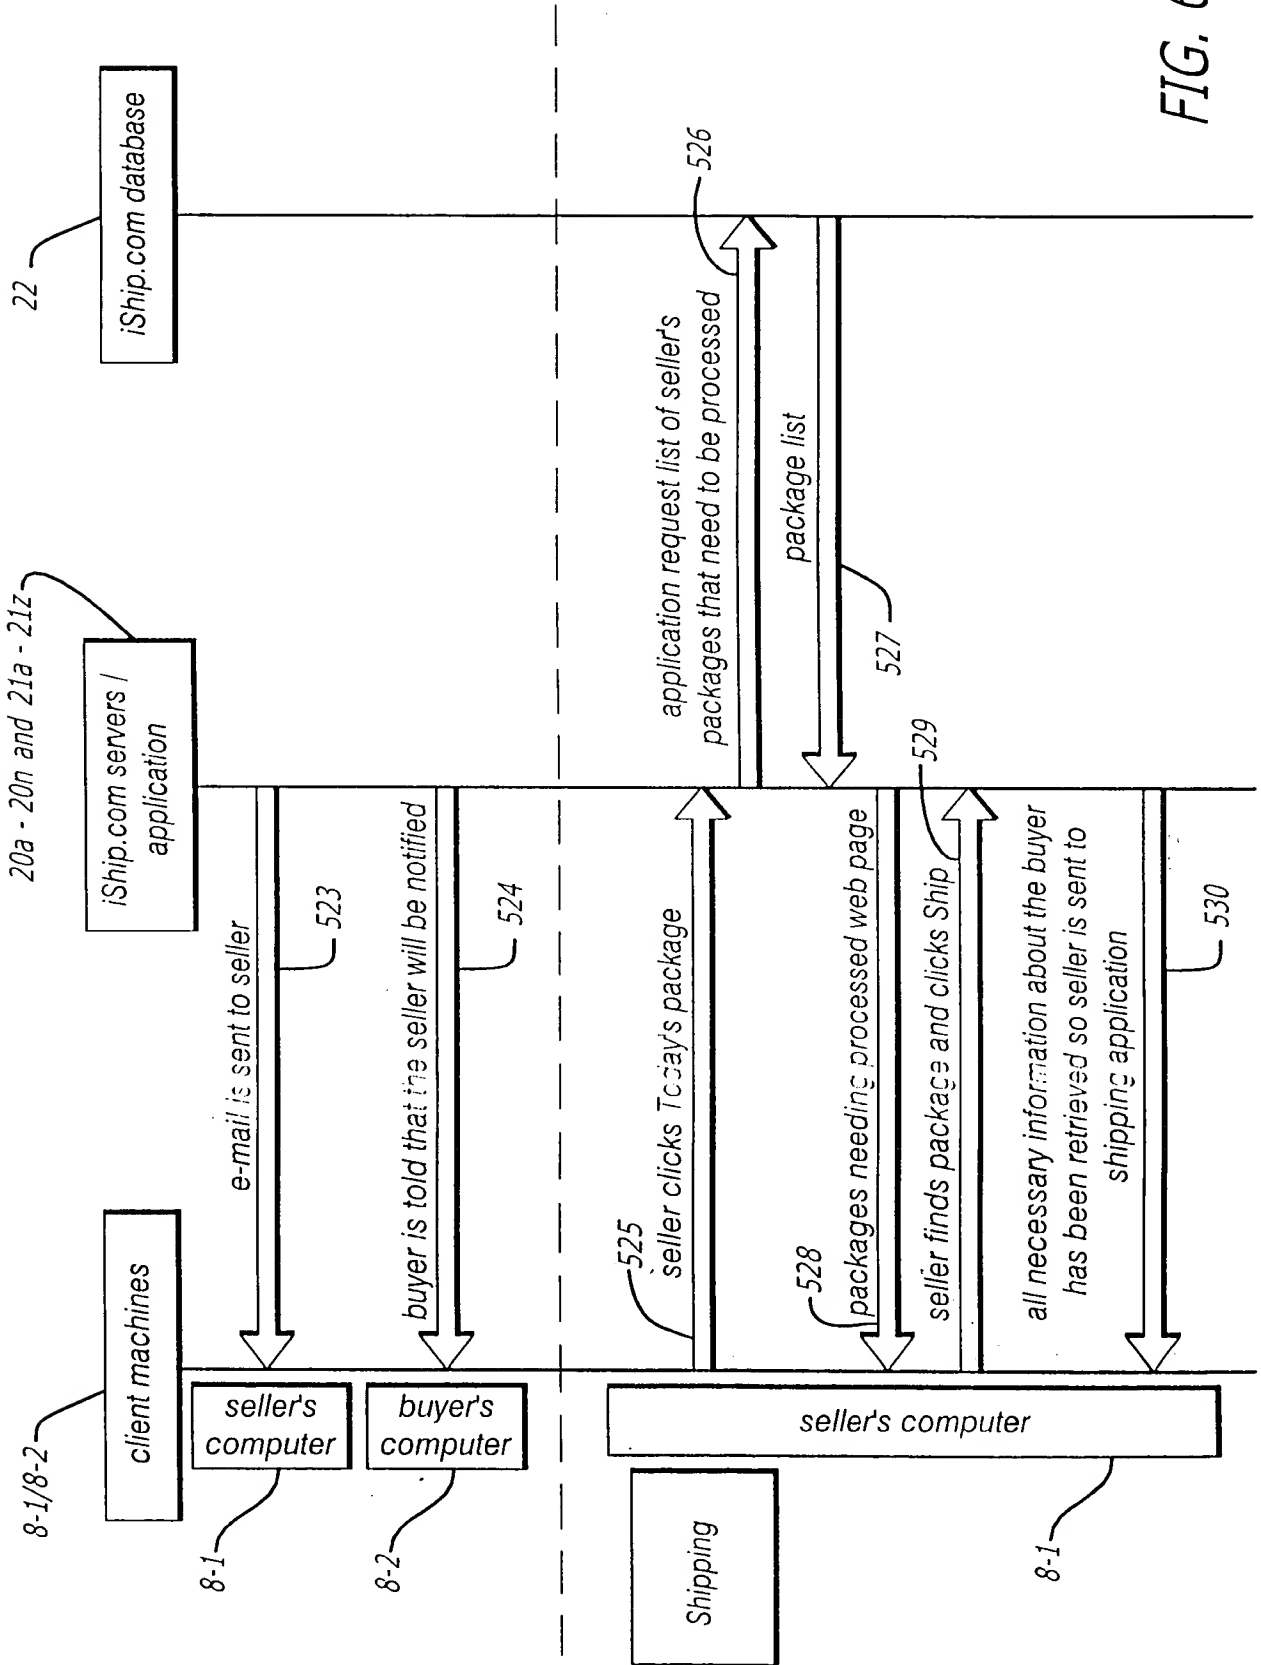 22
iShip.com database
20a - 20n and 21a - 21z
iShip.com servers /
application
8-1/8-2
client machines
seller's
computer
8-1
buyer's
computer
8-2
e-mail is sent to seller
523
buyer is told that the seller will be notified
524
Shipping
seller's computer
8-1
525
seller clicks Today's package
application request list of seller's
packages that need to be processed
526
package list
527
528
packages needing processed web page
seller finds package and clicks Ship
529
all necessary information about the buyer
has been retrieved so seller is sent to
shipping application
530
FIG.